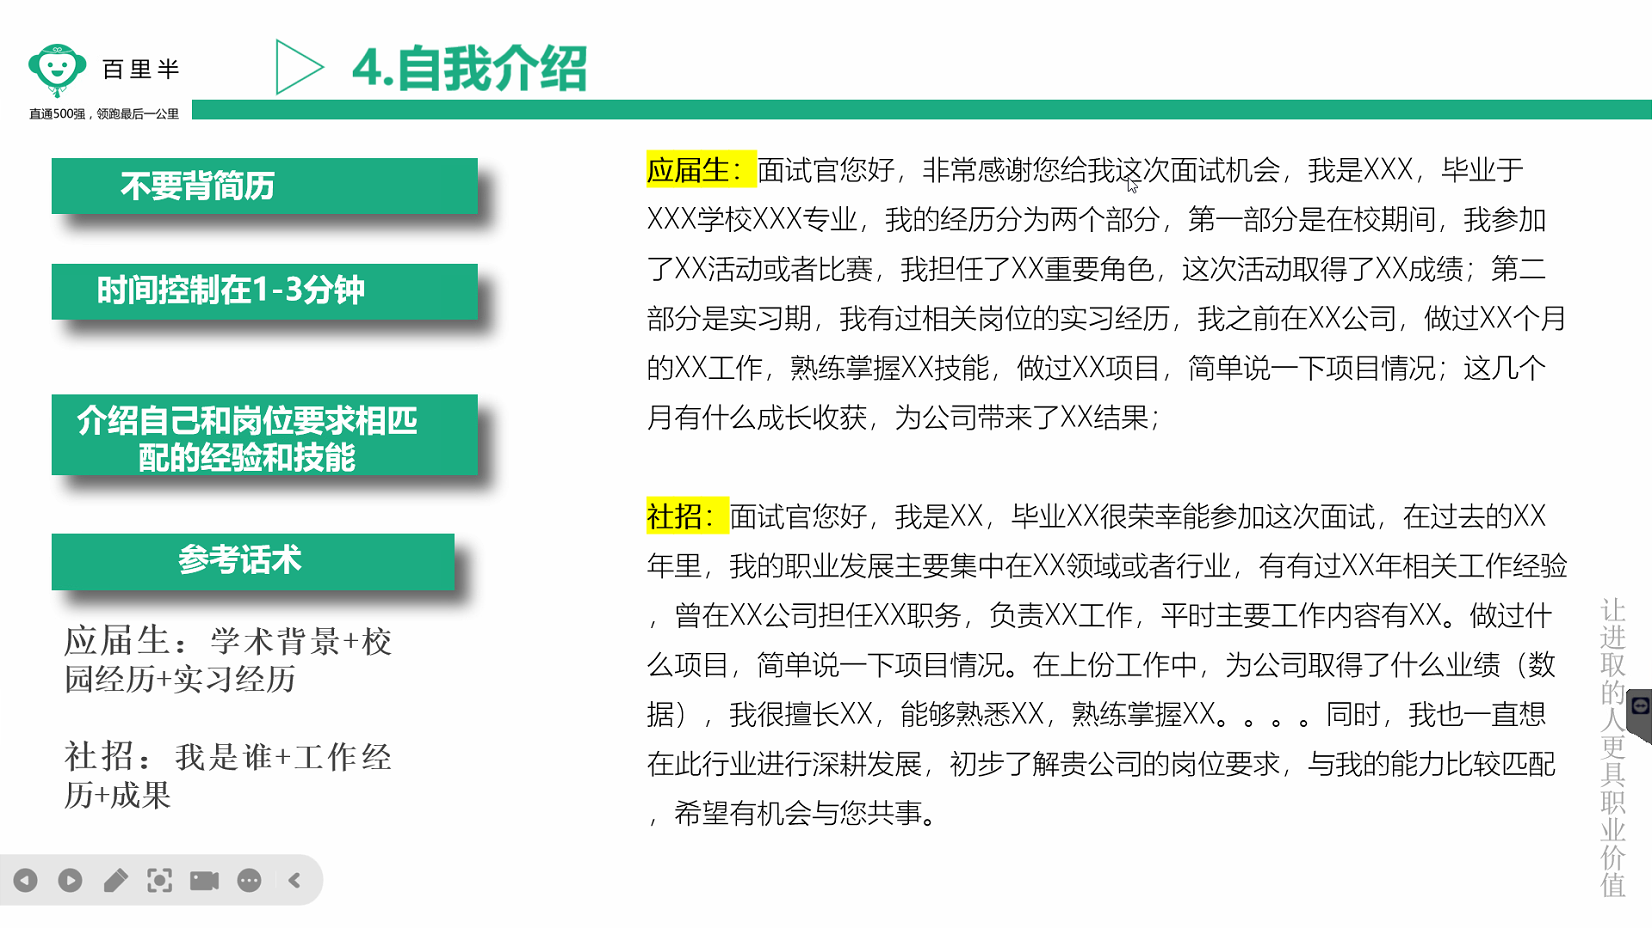 百里半
直通500强，领跑最后一公里
4.自我介绍
不要背简历
时间控制在1-3分钟
介绍自己和岗位要求相匹
配的经验和技能
参考话术
应届生：学术背景+校
园经历+实习经历
社招：我是谁+工作经
历+成果
应届生：面试官您好，非常感谢您给我这次面试机会，我是XXX，毕业于
XXX学校XXX专业，我的经历分为两个部分，第一部分是在校期间，我参加
了XX活动或者比赛，我担任了XX重要角色，这次活动取得了XX成绩；第二
部分是实习期，我有过相关岗位的实习经历，我之前在XX公司，做过XX个月
的XX工作，熟练掌握XX技能，做过XX项目，简单说一下项目情况；这几个
月有什么成长收获，为公司带来了XX结果；
社招：面试官您好，我是XX，毕业XX很荣幸能参加这次面试，在过去的XX
年里，我的职业发展主要集中在XX领域或者行业，有有过XX年相关工作经验
，曾在XX公司担任XX职务，负责XX工作，平时主要工作内容有XX。做过什
么项目，简单说一下项目情况。在上份工作中，为公司取得了什么业绩（数
据），我很擅长XX，能够熟悉XX，熟练掌握XX。。。。同时，我也一直想
在此行业进行深耕发展，初步了解贵公司的岗位要求，与我的能力比较匹配
，希望有机会与您共事。
让进取的人更具职业价值